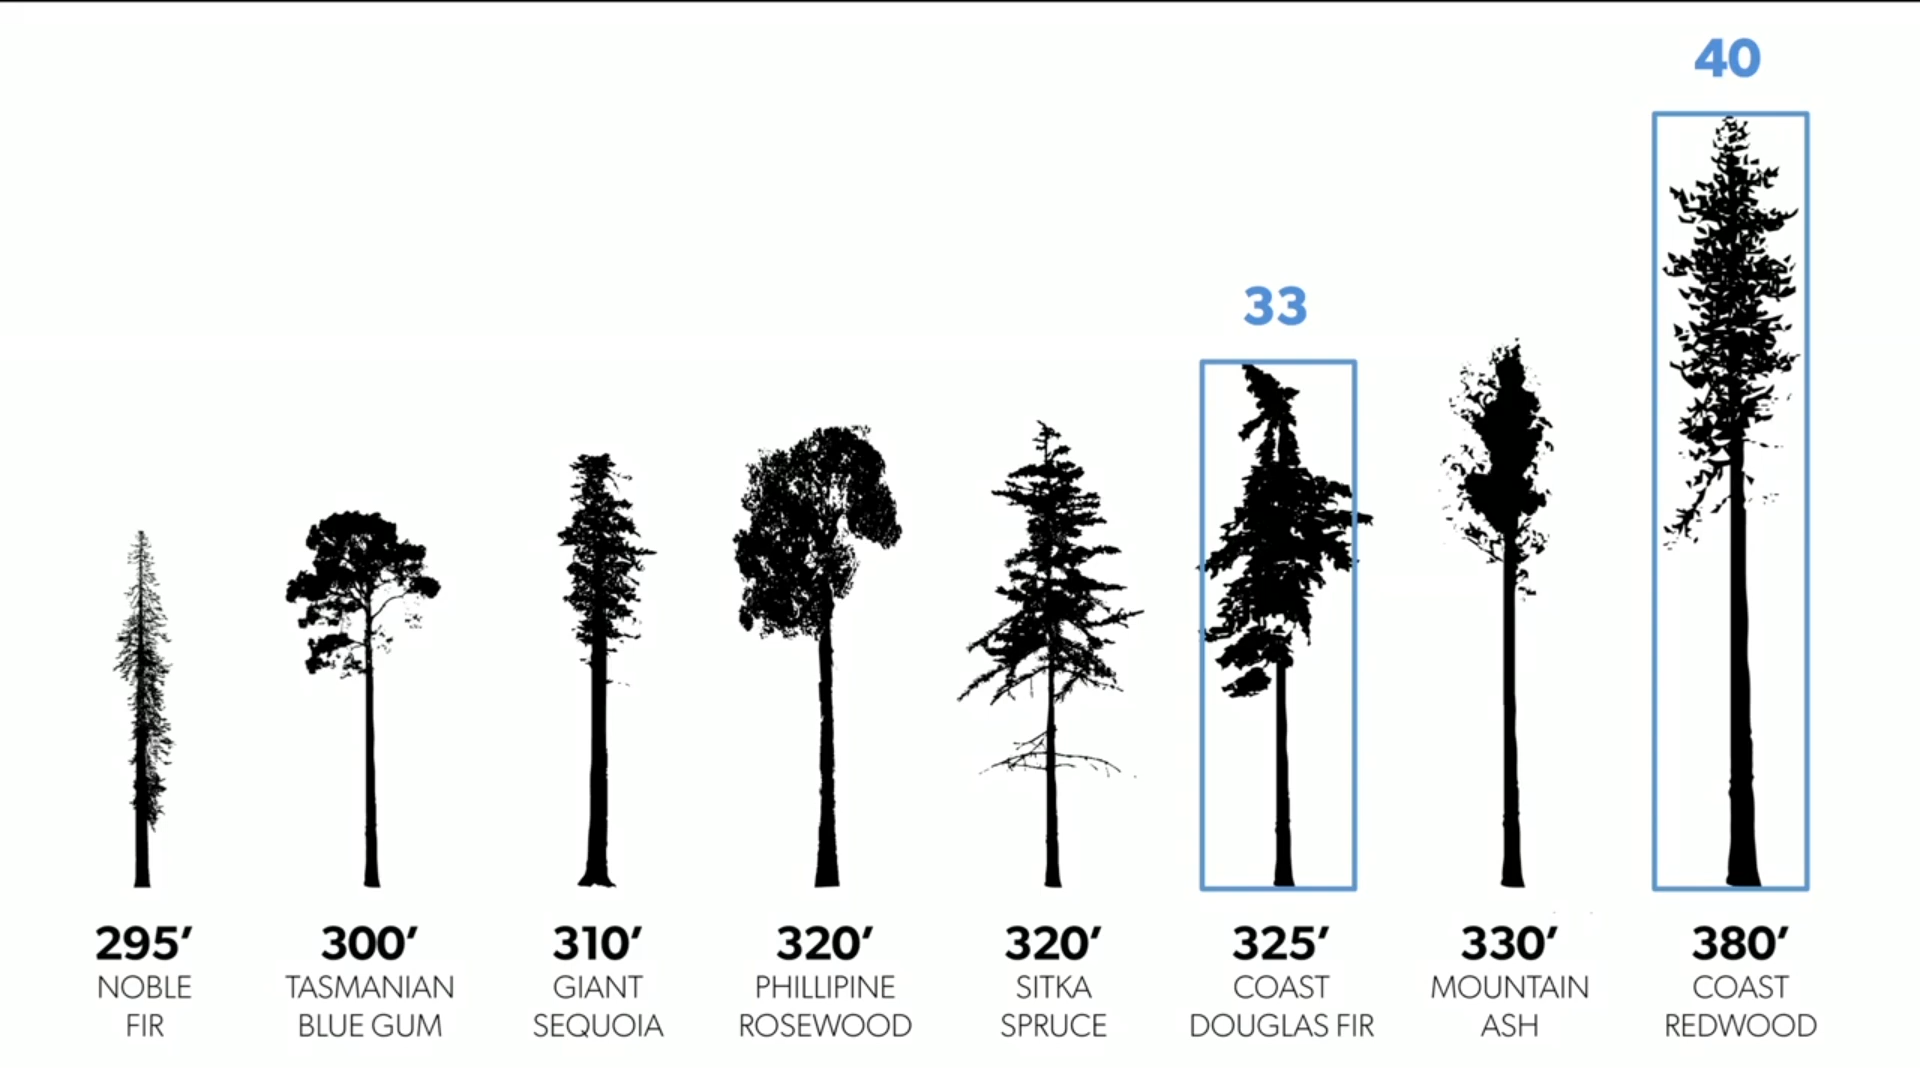 40
33
295’
NOBLE
FIR
300’
TASMANIAN
BLUE GUM
310’
GIANT
SEQUOIA
320’
PHILLIPINE
ROSEWOOD
320’
SITKA
SPRUCE
325’
COAST
DOUGLAS FIR
330’
MOUNTAIN
ASH
380’
COAST
REDWOOD